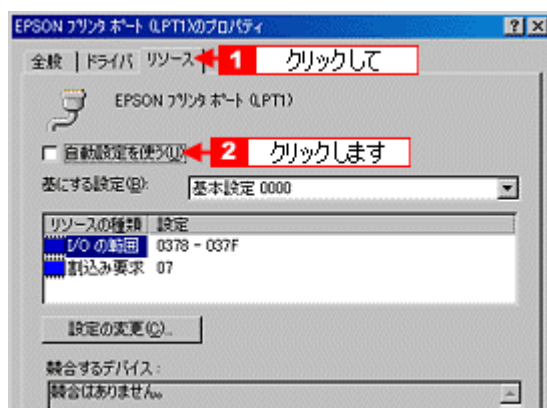 EPSON プリンタ ポート (LPT1)のプロパティ
全般 ドライバ リソース 1 クリックして
EPSON プリンタ ポート (LPT1)
自動設定を使う(U) 2 クリックします
基にする設定(B): 基本設定 0000
リソースの種類 設定
I/O の範囲 0378 - 037F
割込み要求 07
設定の変更(C)...
競合するデバイス:
競合はありません。